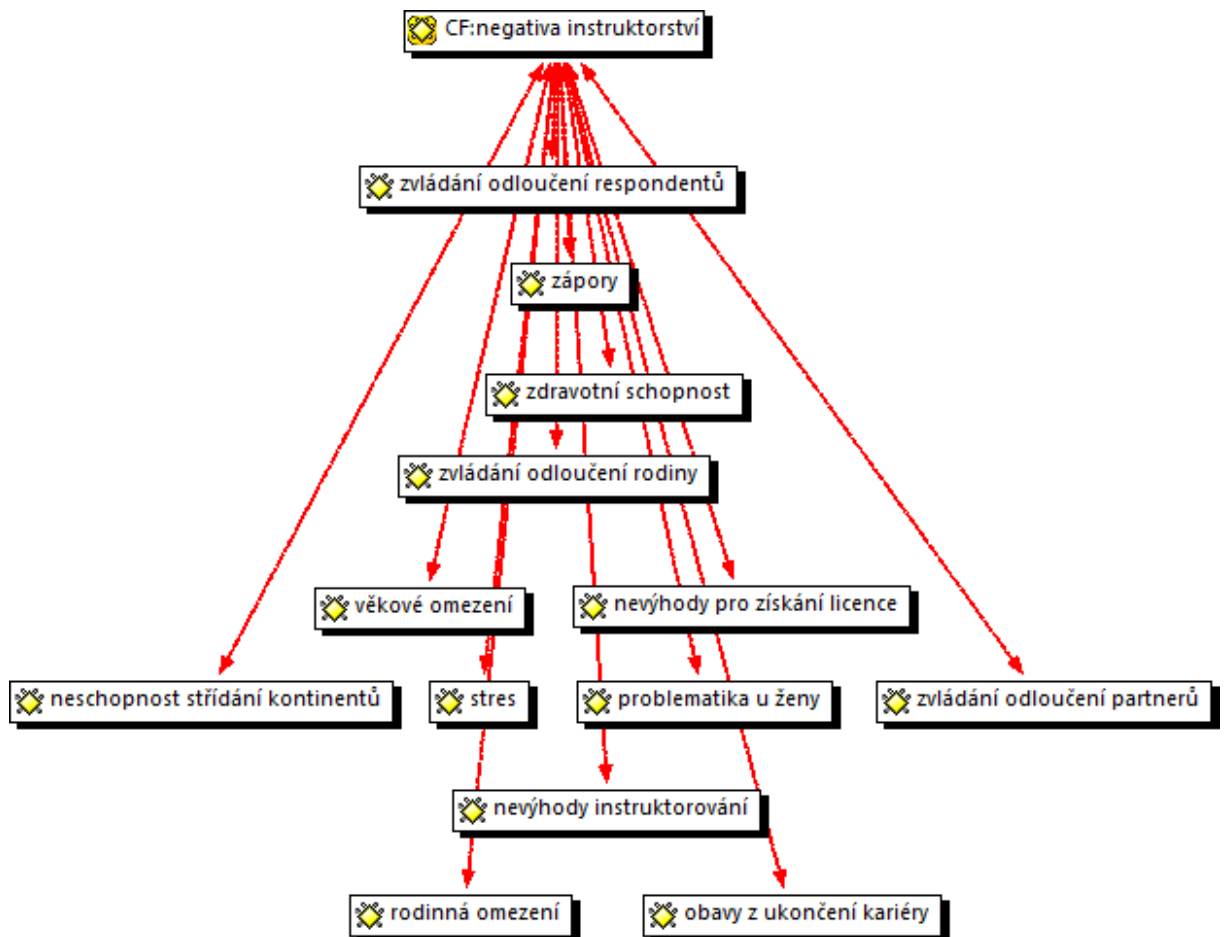 CF:negativa instruktorství
zvládání odloučení respondentů
zápory
zdravotní schopnost
zvládání odloučení rodiny
věkové omezení
nevýhody pro získání licence
neschopnost střídání kontinentů
stres
problematika u ženy
zvládání odloučení partnerů
nevýhody instruktorování
rodinná omezení
obavy z ukončení kariéry